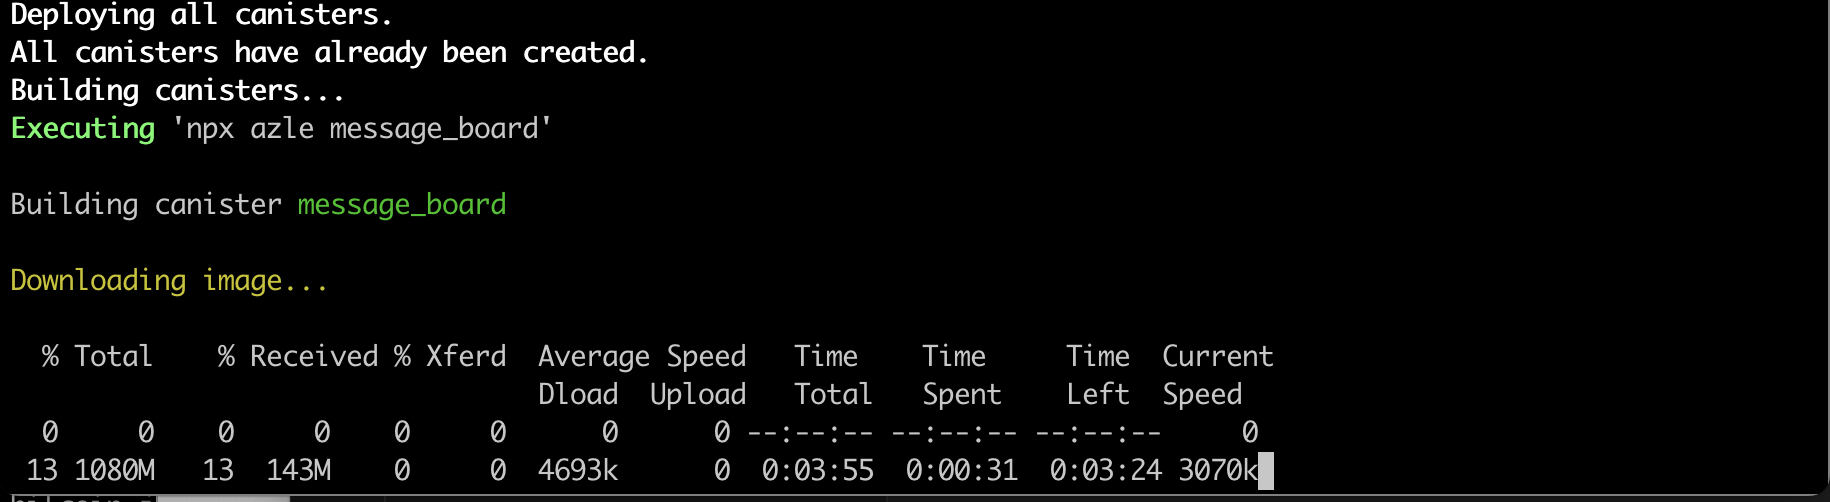 Deploying all canisters.
All canisters have already been created.
Building canisters...
Executing 'npx azle message_board'
Building canister message_board
Downloading image...
% Total % Received % Xferd Average Speed Time Time Time Current
Dload Upload Total Spent Left Speed
0 0 0 0 0 0 0 0 --:--:-- --:--:-- --:--:-- 0
13 1080M 13 143M 0 0 4693k 0 0:03:55 0:00:31 0:03:24 3070k